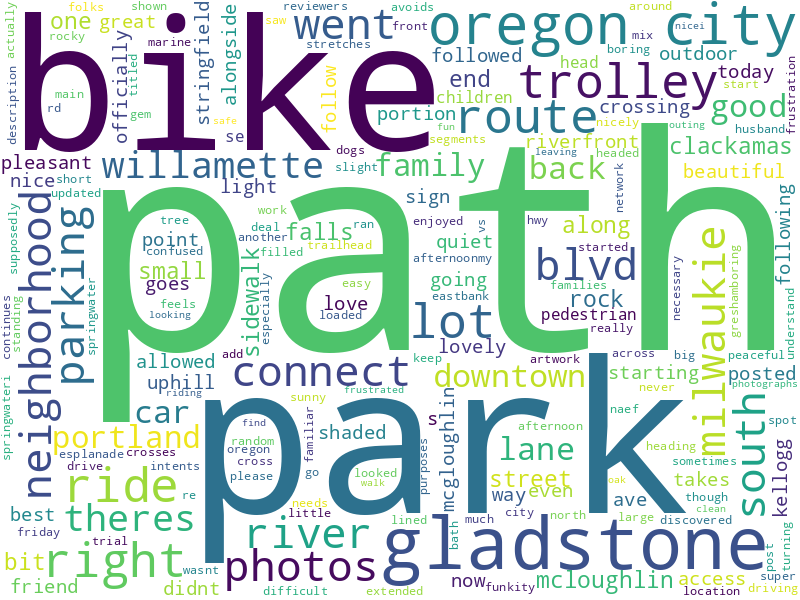 folks
shown
reviewers
avoids
around
saw
front
nicei
actually
rocky
marine
stretches
mix
boring
one great
stringfield
alongside
went
oregon city
bike
description
officially
main
titled
gem
rd
follow
followed
end
children
portion
trolley
head
outdoor
today
start
frustration
route
crossing
good
dogs
fun
segments
nicely
husband
outing
safe
se
riverfront
clackamas
pleasant
willamette
family
back
leaving
headed
beautiful
nice
short
updated
light
slight
sign
network
following
supposedly
neighborhood
parking
tree
work
path
point
confused
falls
deal
ran
another
filled
enjoyed
quiet
vs
hwy
along
started
afternoonmy
small
trailhead
going
blvd
goes
feels
looking
sidewalk
especially
easy
love
loaded
eastbank
families
rock
pedestrian
really
necessary
milwaukie
greshamboring
understand
continues
standing
springwater
lot
lovely
connect
add
keep
artwork
across
big
peaceful
allowed
uphill
riding
sunny
frustrated
downtown
starting
never
posted
photographs
car
portland
springwateri
find
random
oregon
cross
please
familiar
shaded
s
mcgloughlin
naef
afternoon
lane
south
spot
esplanade
crosses
drive
intents
looked
walk
go
purposes
needs
street
heading
sometimes
kellogg
ride
re
park
way
even
oak
ave
takes
though
clean
best
theres
little
lined
much
city
north
large
discovered
friday
trial
river
bath
gladstone
post
turning
bit
right
wasnt
photos
now
funkity
mcloughlin
access
super
driving
friend
didnt
difficult
extended
location